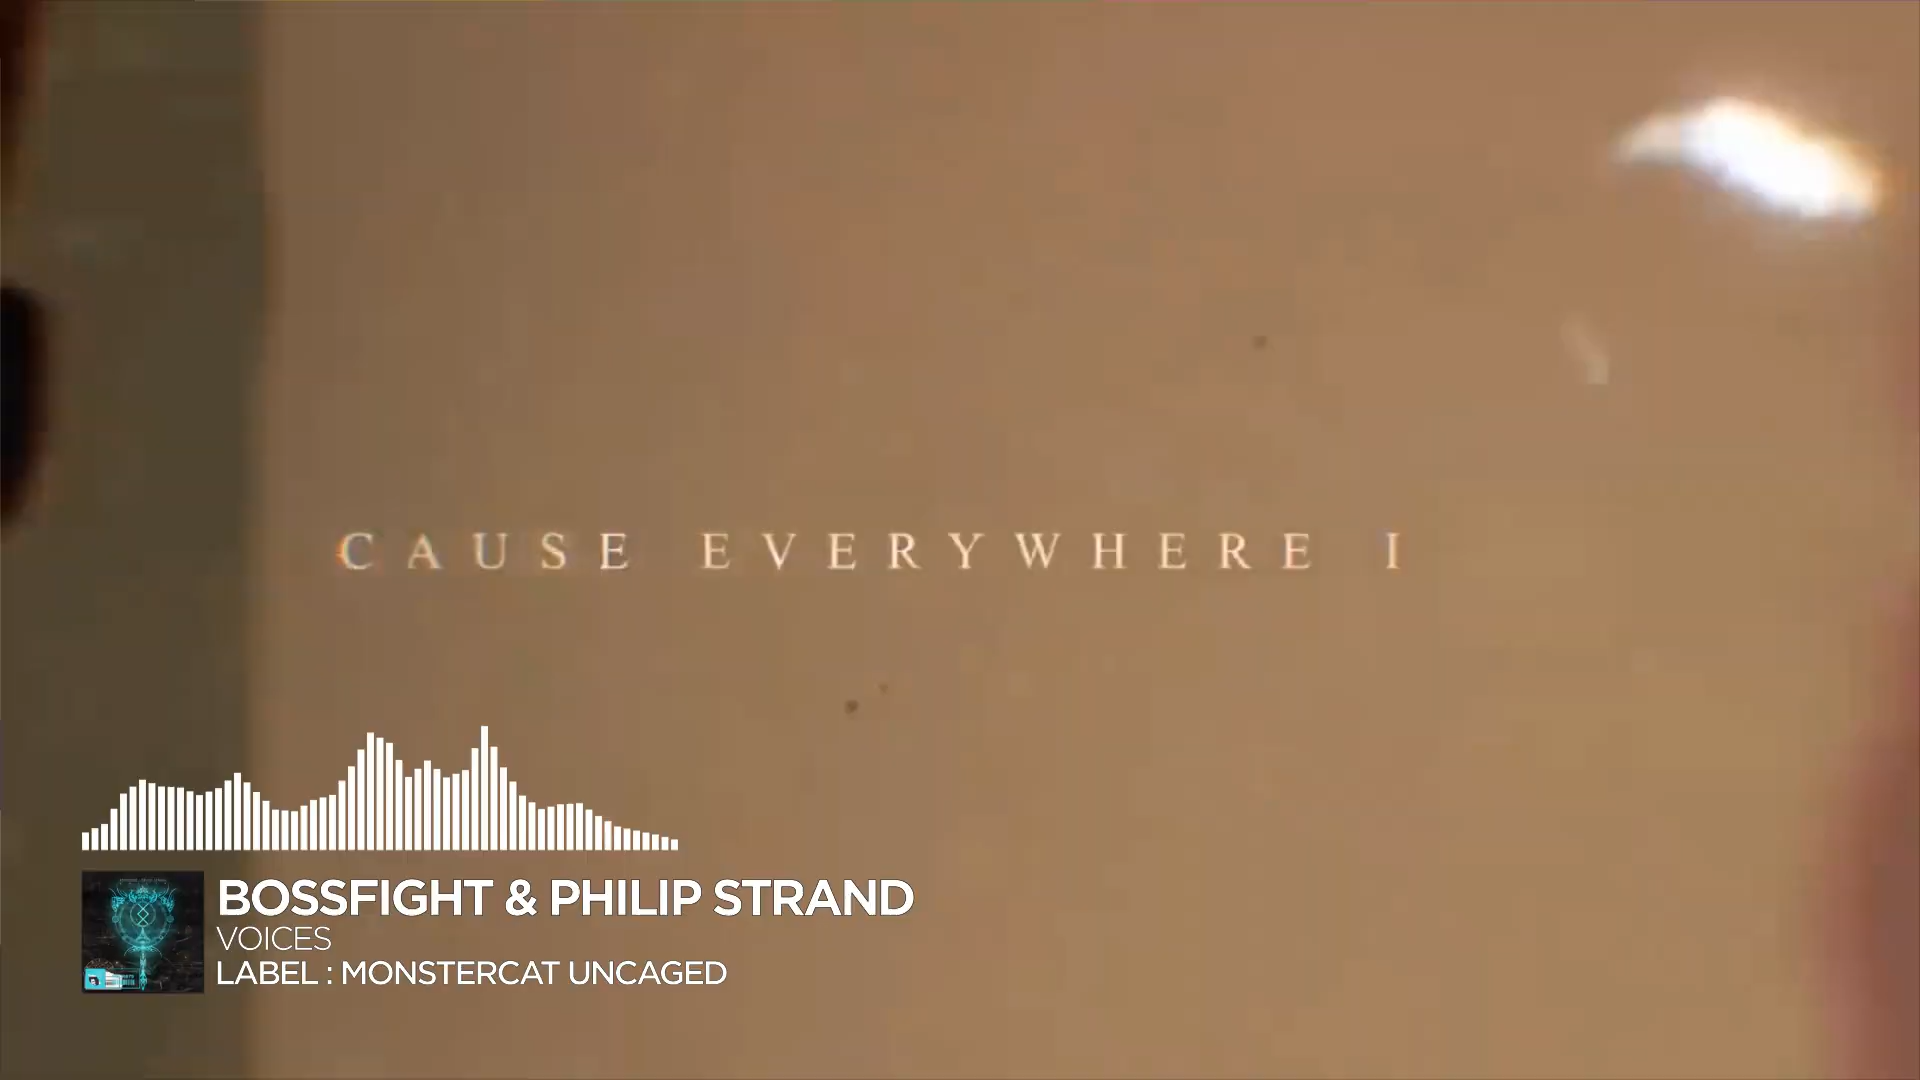 CAUSE EVERYWHERE I
BOSSFIGHT & PHILIP STRAND
VOICES
LABEL : MONSTERCAT UNCAGED